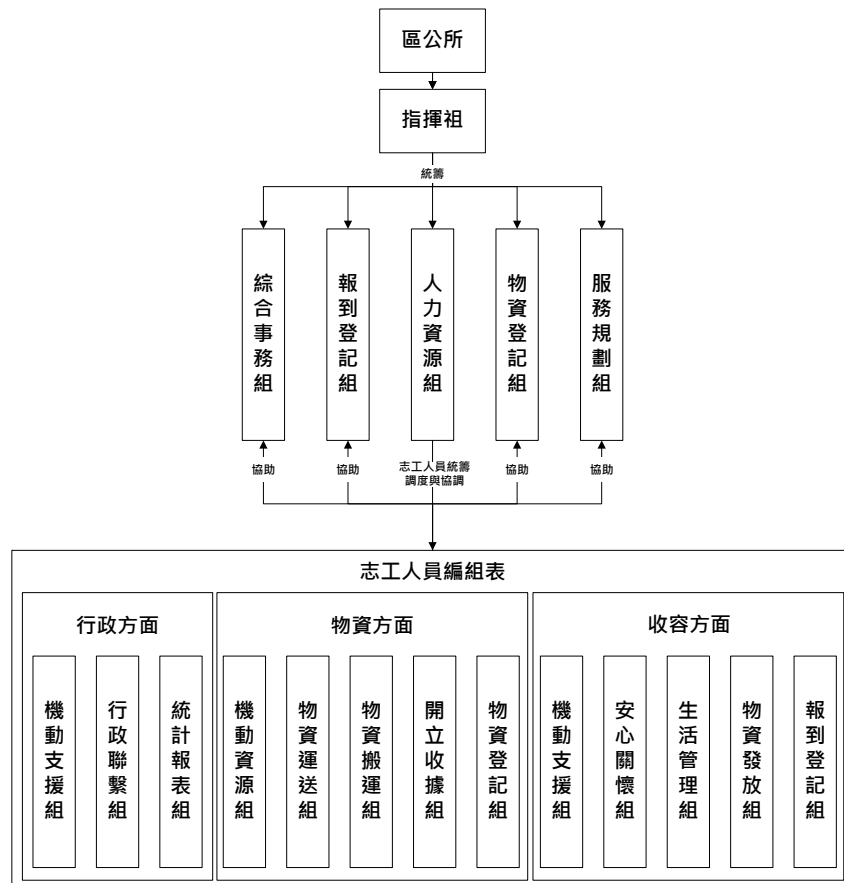 區公所
指揮祖
統籌
綜合事務組
報到登記組
人力資源組
物資登記組
服務規劃組
協助
協助
志工人員統籌
調度與協調
協助
協助
志工人員編組表
行政方面
機動支援組
行政聯繫組
統計報表組
物資方面
機動資源組
物資運送組
物資搬運組
開立收據組
物資登記組
收容方面
機動支援組
安心關懷組
生活管理組
物資發放組
報到登記組